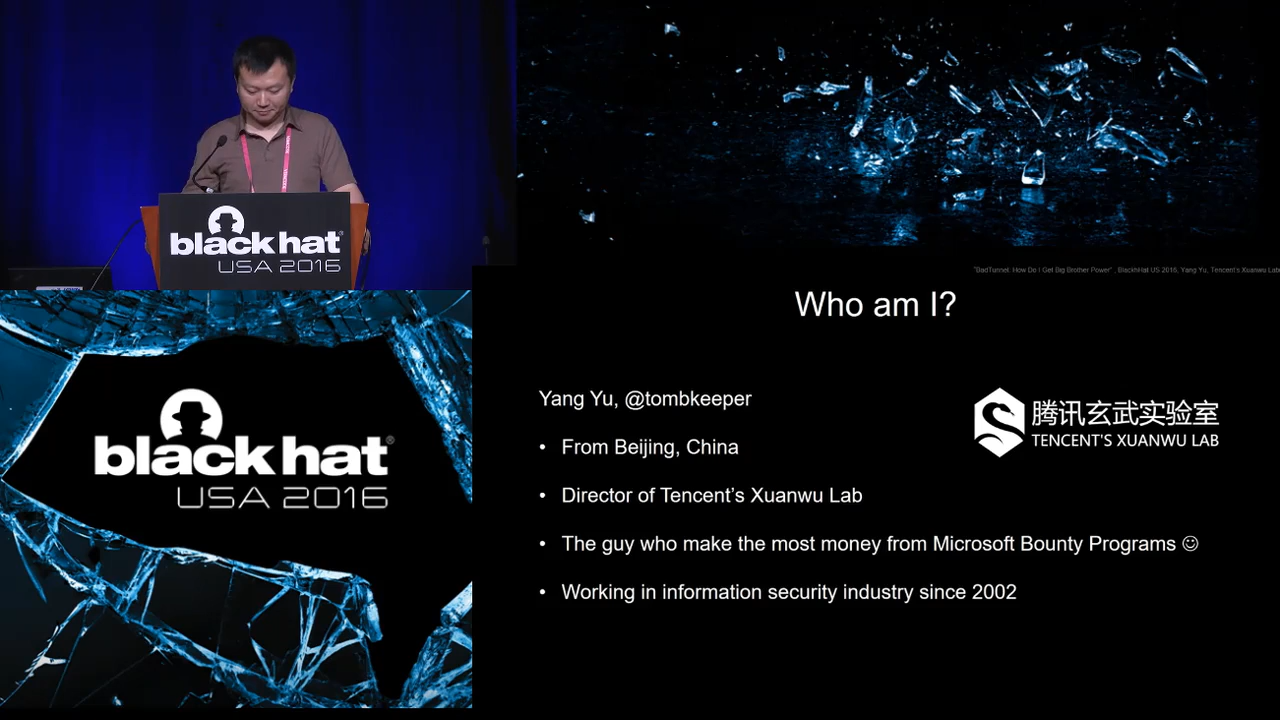 black hat
USA 2016
"BadTunnel: How Do I Get Big Brother Power" , BlackhHat US 2016, Yang Yu, Tencent's Xuanwu Lab
Who am I?
Yang Yu, @tombkeeper
• From Beijing, China
• Director of Tencent's Xuanwu Lab
• The guy who make the most money from Microsoft Bounty Programs ☺
• Working in information security industry since 2002
腾讯玄武实验室
TENCENT'S XUANWU LAB
black hat®
USA 2016